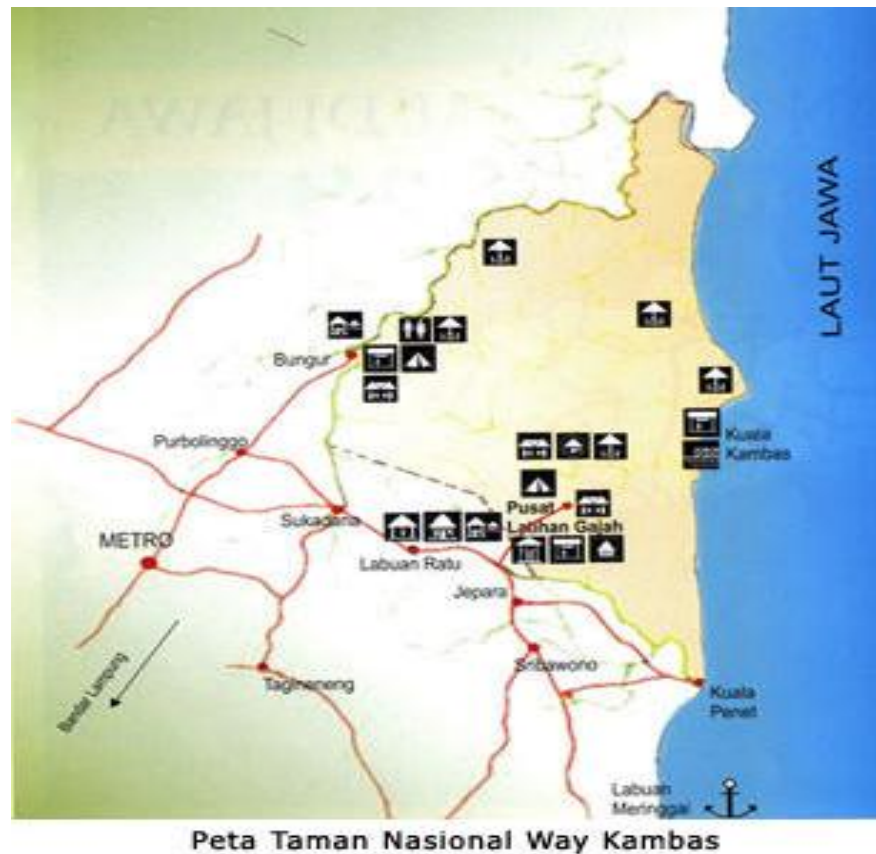 LAUT JAWA
Bungur
Purbolinggo
Kuala
Kambas
Pusat
Latihan Gajah
Sukadana
METRO
Labuan Ratu
Jepara
Sribawono
Tagineneng
Kuala
Penet
Bandar Lampung
Labuan
Meringgai
Peta Taman Nasional Way Kambas